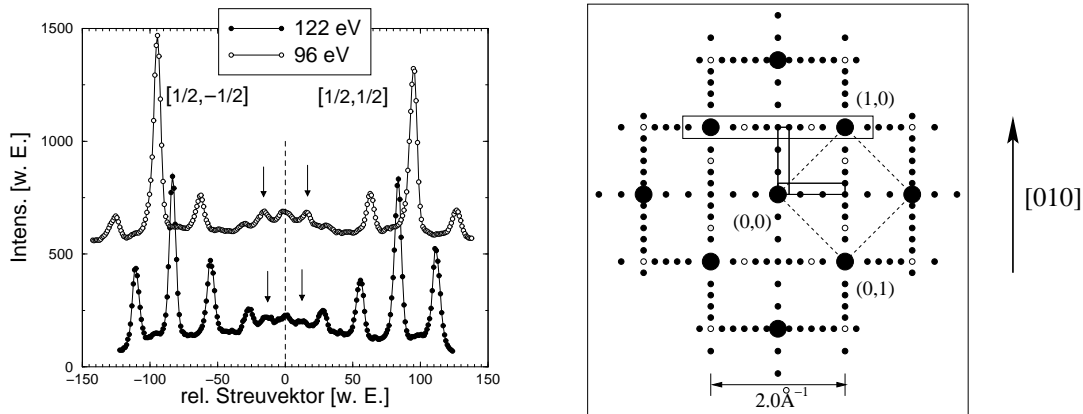 Intens. [w. E.]
1500
1000
500
0
122 eV
96 eV
[1/2,−1/2]
[1/2,1/2]
−150 −100 −50 0 50 100 150
rel. Streuvektor [w. E.]
(1,0)
(0,0)
(0,1)
[010]
2.0Å⁻¹